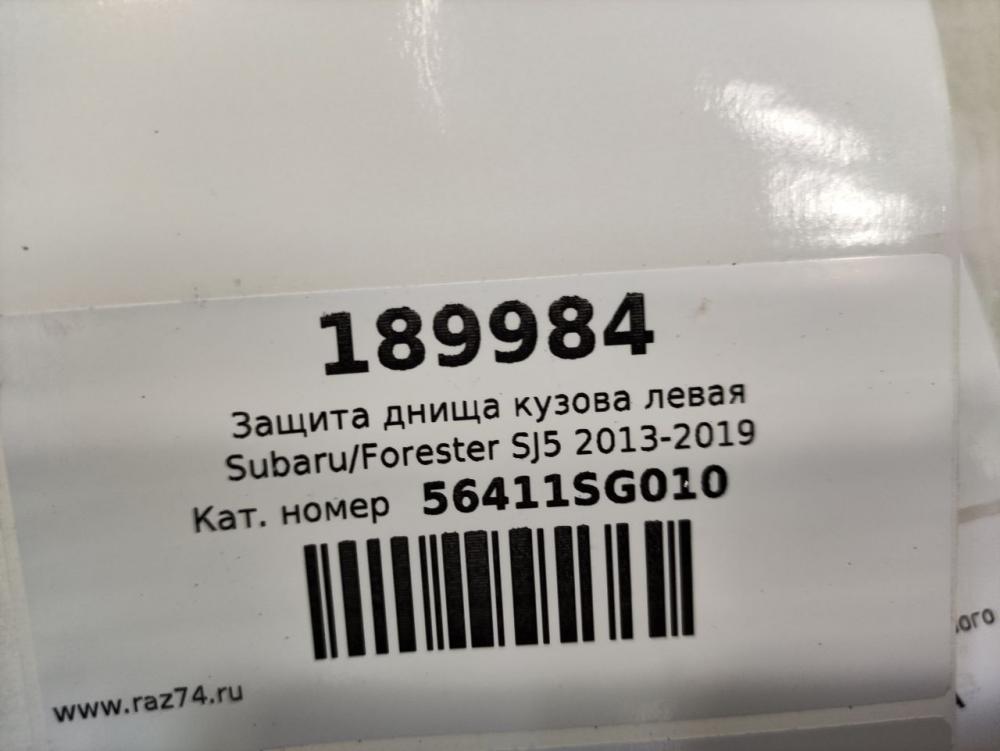 189984
Защита днища кузова левая
Subaru/Forester SJ5 2013-2019
Кат. номер 56411SG010
www.raz74.ru